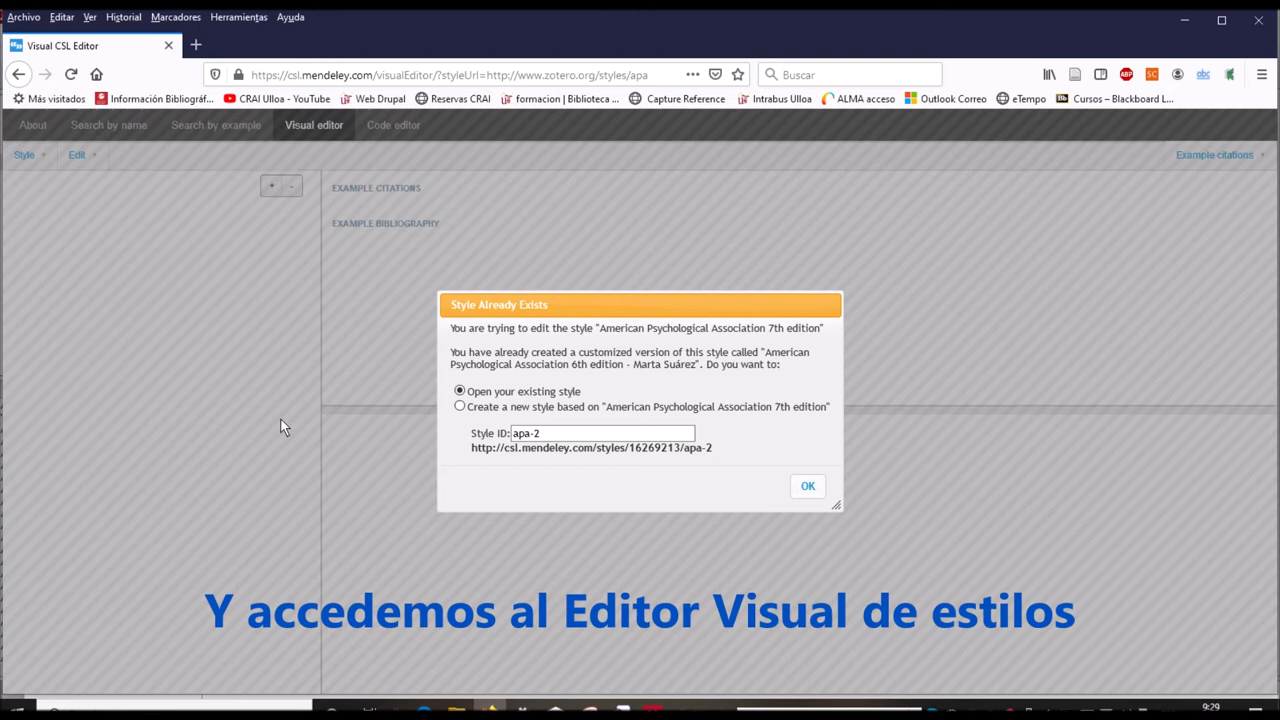 Archivo Editar Ver Historial Marcadores Herramientas Ayuda
Visual CSL Editor
https://csl.mendeley.com/visualEditor/?styleUrl=http://www.zotero.org/styles/apa
Buscar
Más visitados Información Bibliográf... CRAI Ulloa - YouTube Web Drupal Reservas CRAI formacion | Biblioteca ... Capture Reference Intrabus Ulloa ALMA acceso Outlook Correo eTempo Cursos – Blackboard L...
About Search by name Search by example Visual editor Code editor
Style Edit Example citations
+ -
EXAMPLE CITATIONS
EXAMPLE BIBLIOGRAPHY
Style Already Exists
You are trying to edit the style "American Psychological Association 7th edition"
You have already created a customized version of this style called "American
Psychological Association 6th edition - Marta Suárez". Do you want to:
Open your existing style
Create a new style based on "American Psychological Association 7th edition"
Style ID: apa-2
http://csl.mendeley.com/styles/16269213/apa-2
OK
Y accedemos al Editor Visual de estilos
9:29